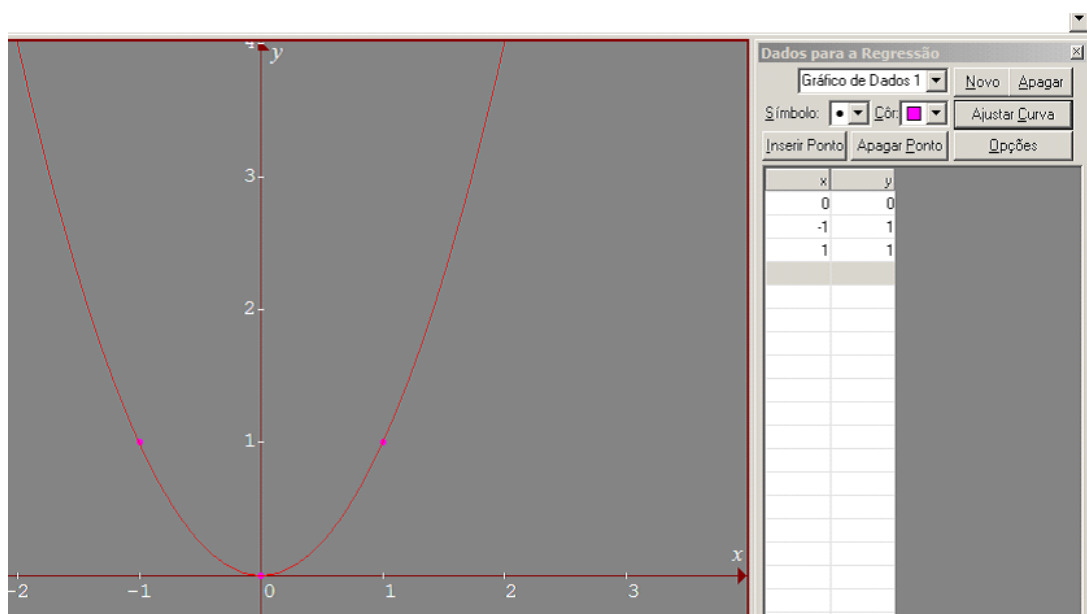 4 y
3
2
1
x
-2 -1 0 1 2 3
Dados para a Regressão
Gráfico de Dados 1 Novo Apagar
Símbolo: Côr: Ajustar Curva
Inserir Ponto Apagar Ponto Opções
x y
0 0
-1 1
1 1